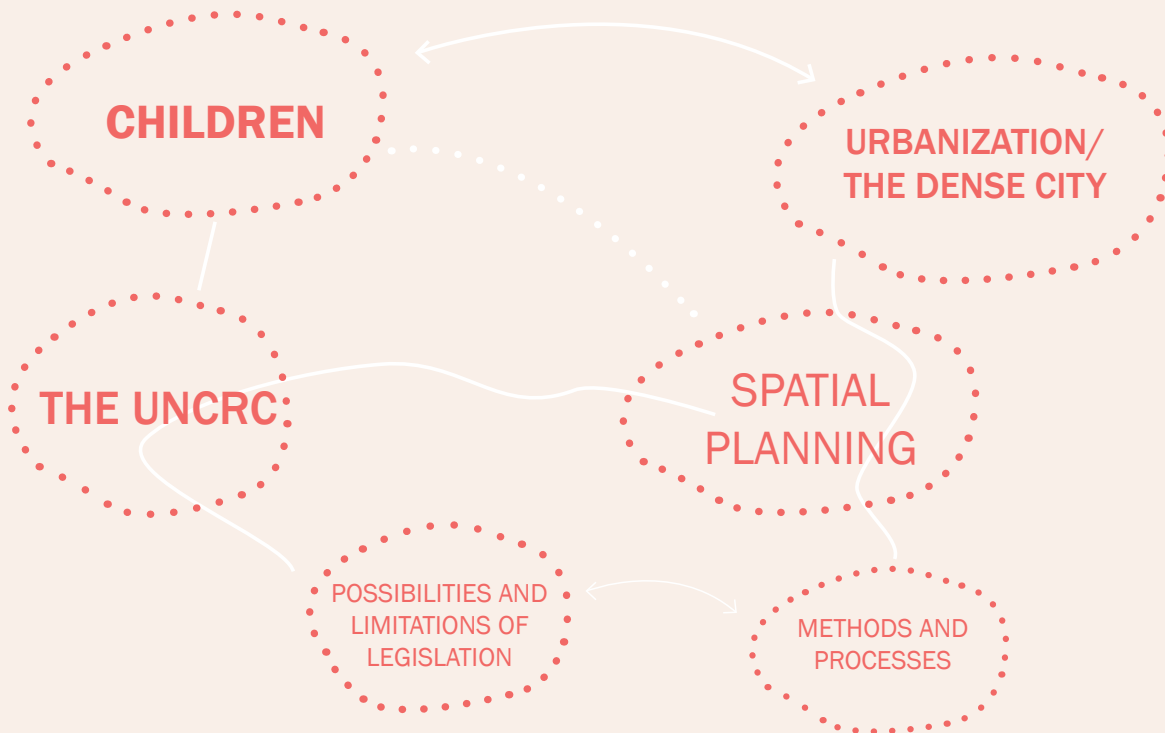 CHILDREN
URBANIZATION/
THE DENSE CITY
THE UNCRC
SPATIAL
PLANNING
POSSIBILITIES AND
LIMITATIONS OF
LEGISLATION
METHODS AND
PROCESSES